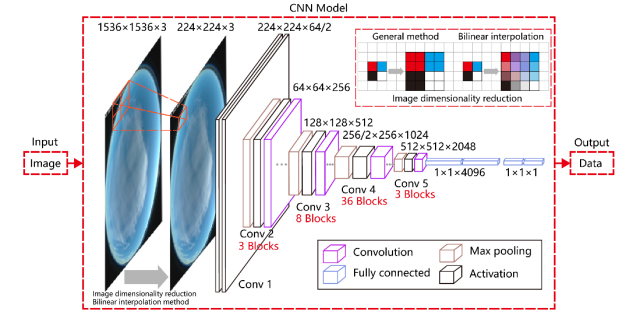 CNN Model
1536×1536×3
224×224×3
224×224×64/2
General method
Bilinear interpolation
Image dimensionality reduction
64×64×256
128×128×512
256/2×256×1024
512×512×2048
1×1×4096
1×1×1
Input
Image
Output
Data
Conv 5
3 Blocks
Conv 4
36 Blocks
Conv 3
8 Blocks
Conv 2
3 Blocks
Conv 1
Image dimensionality reduction
Bilinear interpolation method
Convolution
Max pooling
Fully connected
Activation